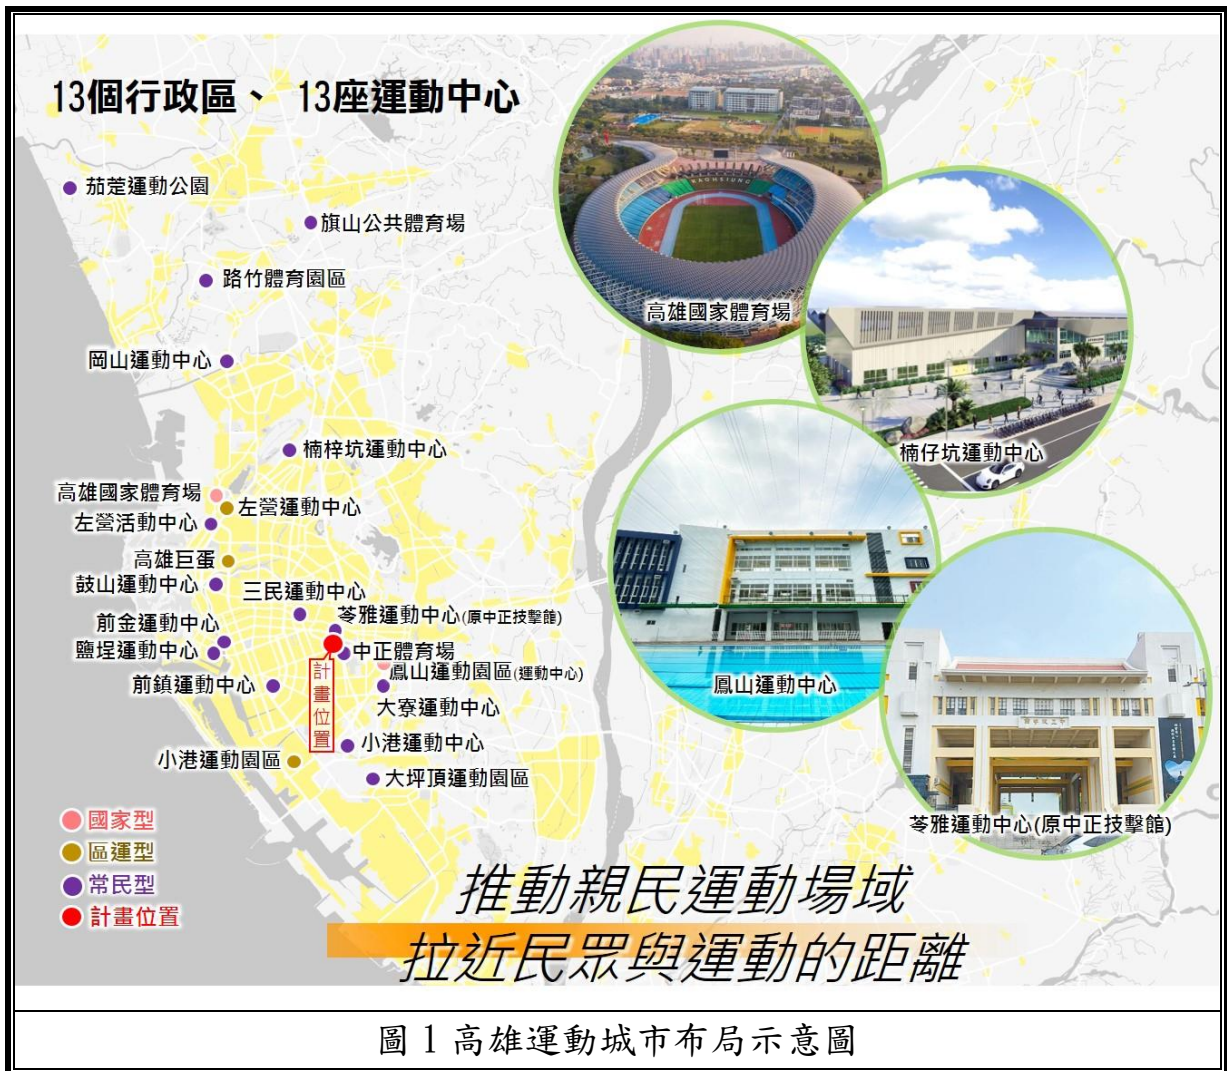 13個行政區、 13座運動中心
茄萣運動公園
旗山公共體育場
路竹體育園區
岡山運動中心
楠梓坑運動中心
高雄國家體育場
左營運動中心
左營活動中心
高雄巨蛋
鼓山運動中心
三民運動中心
苓雅運動中心(原中正技擊館)
前金運動中心
鹽埕運動中心
中正體育場
鳳山運動園區(運動中心)
前鎮運動中心
大寮運動中心
計畫位置
小港運動中心
小港運動園區
大坪頂運動園區
國家型
區運型
常民型
計畫位置
高雄國家體育場
楠仔坑運動中心
鳳山運動中心
苓雅運動中心(原中正技擊館)
推動親民運動場域
拉近民眾與運動的距離
圖 1 高雄運動城市布局示意圖